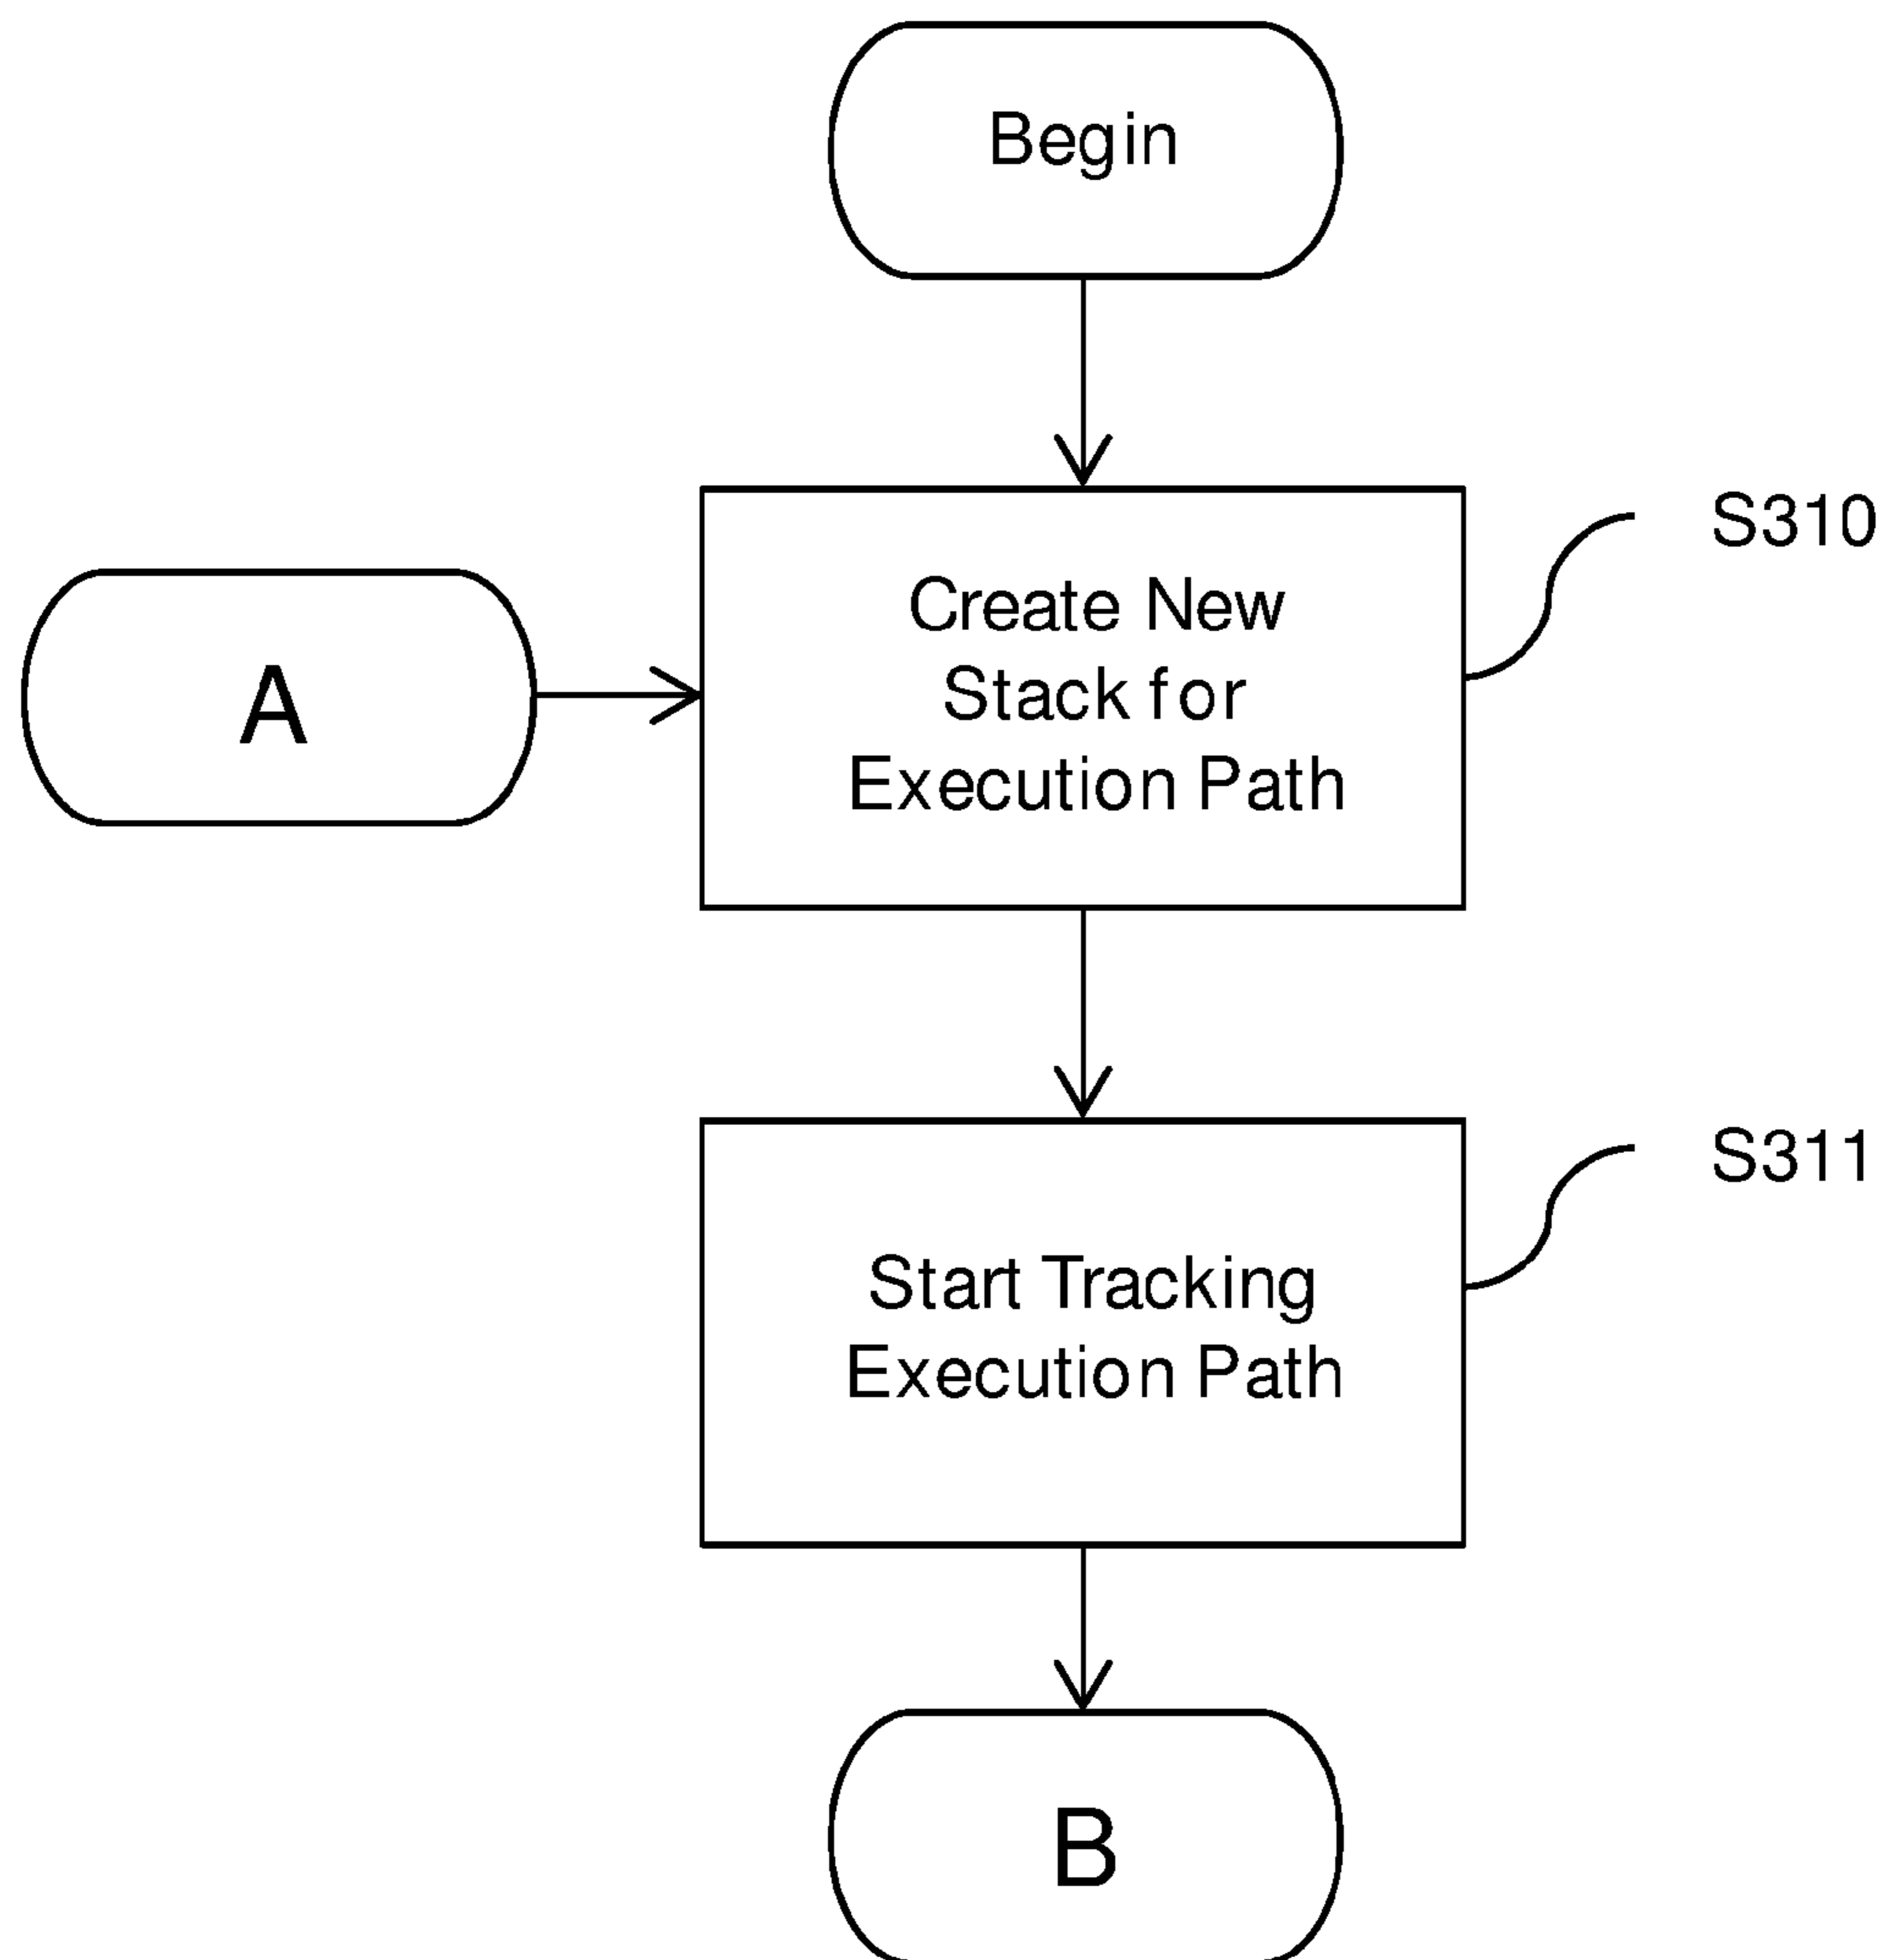 Begin
S310
Create New
Stack for
Execution Path
A
S311
Start Tracking
Execution Path
B